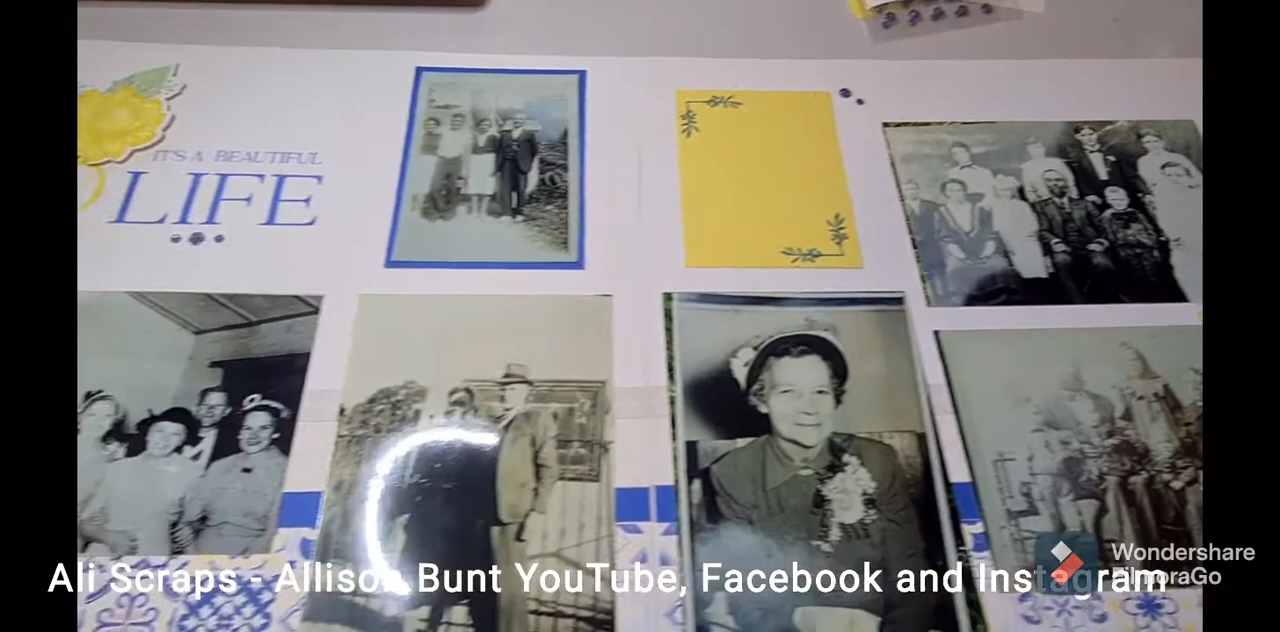 IT'S A BEAUTIFUL
LIFE
Ali Scraps - Allison Bunt YouTube, Facebook and Instagram
Wondershare
FilmoraGo